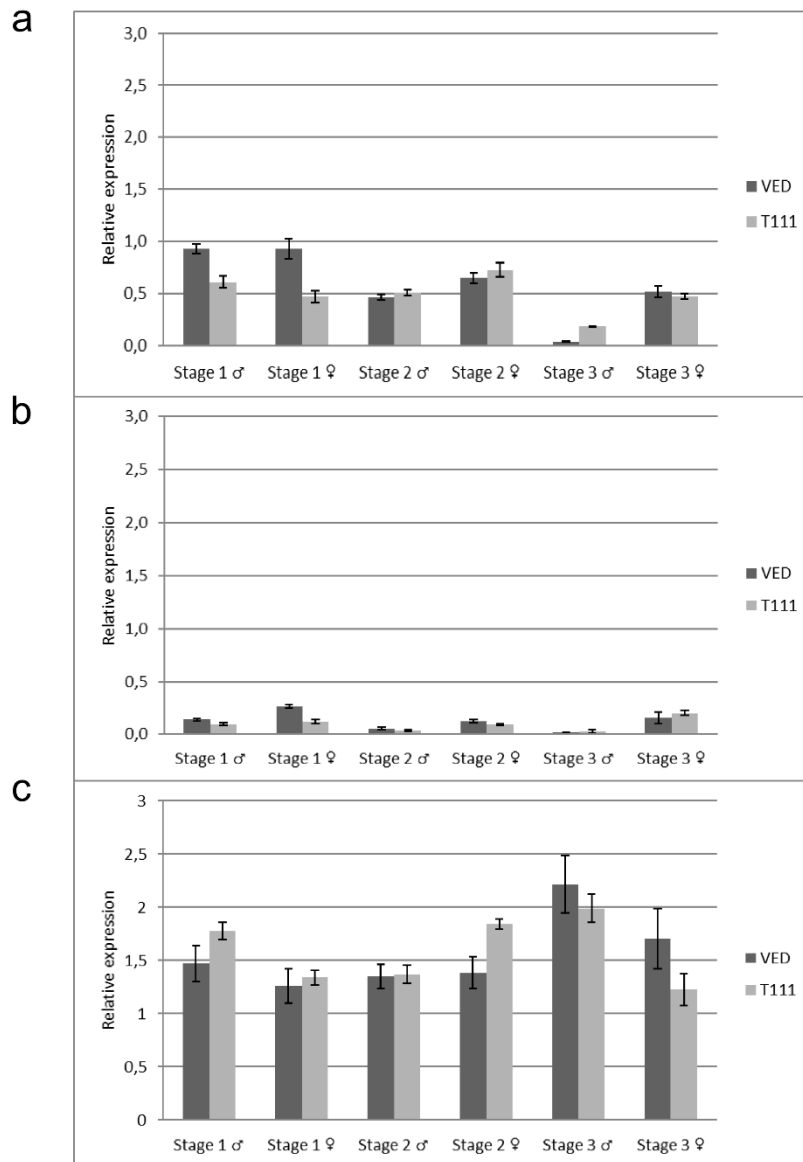 a
Relative expression
3,0
2,5
2,0
1,5
1,0
0,5
0,0
Stage 1 ♂ Stage 1 ♀ Stage 2 ♂ Stage 2 ♀ Stage 3 ♂ Stage 3 ♀
VED
T111
b
Relative expression
3,0
2,5
2,0
1,5
1,0
0,5
0,0
Stage 1 ♂ Stage 1 ♀ Stage 2 ♂ Stage 2 ♀ Stage 3 ♂ Stage 3 ♀
VED
T111
c
Relative expression
3
2,5
2
1,5
1
0,5
0
Stage 1 ♂ Stage 1 ♀ Stage 2 ♂ Stage 2 ♀ Stage 3 ♂ Stage 3 ♀
VED
T111